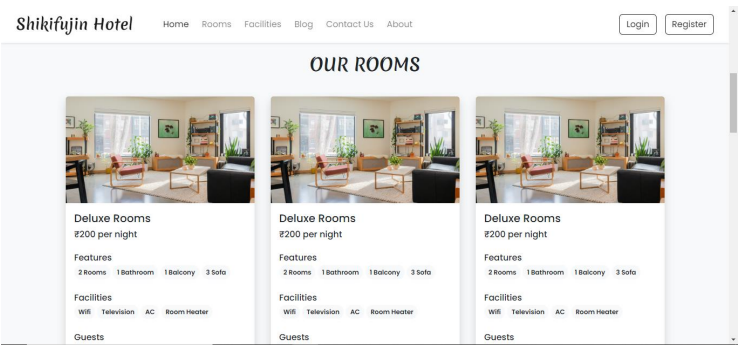 Shikifujin Hotel Home Rooms Facilities Blog Contact Us About Login Register
OUR ROOMS
Deluxe Rooms
₹200 per night
Features
2 Rooms 1 Bathroom 1 Balcony 3 Sofa
Facilities
Wifi Television AC Room Heater
Guests
Deluxe Rooms
₹200 per night
Features
2 Rooms 1 Bathroom 1 Balcony 3 Sofa
Facilities
Wifi Television AC Room Heater
Guests
Deluxe Rooms
₹200 per night
Features
2 Rooms 1 Bathroom 1 Balcony 3 Sofa
Facilities
Wifi Television AC Room Heater
Guests